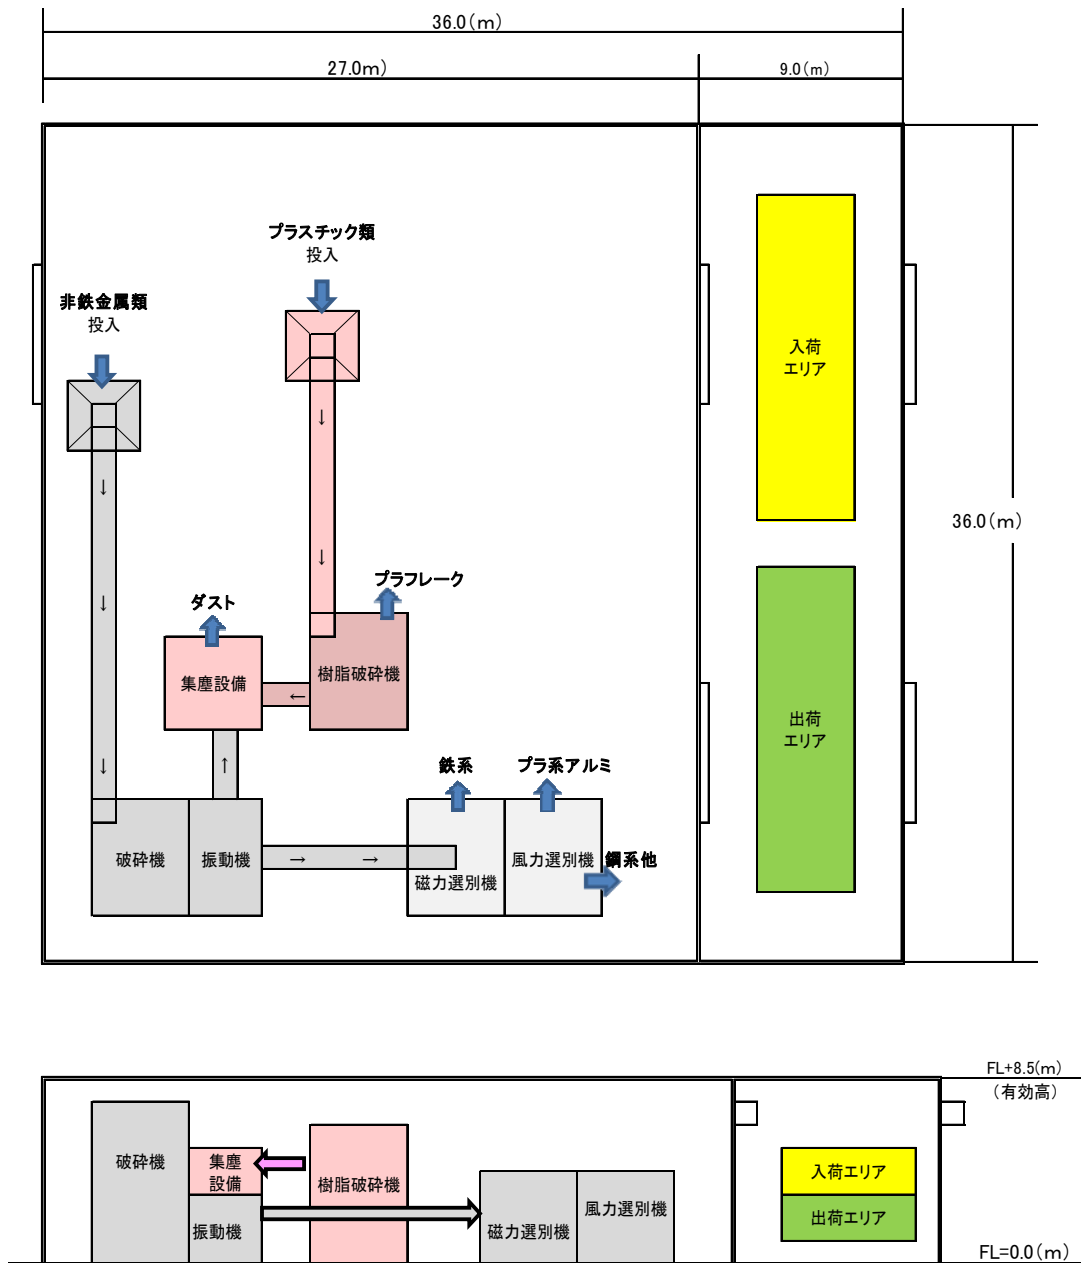 36.0(m)
27.0m)
9.0(m)
プラスチック類
投入
非鉄金属類
投入
入荷
エリア
↓
↓
36.0(m)
↓
プラフレーク
↓
ダスト
樹脂破砕機
集塵設備
←
出荷
エリア
↓
↑
鉄系
プラ系アルミ
破砕機
振動機
→
→
風力選別機
鋼系他
磁力選別機
FL+8.5(m)
(有効高)
破砕機
集塵
設備
樹脂破砕機
入荷エリア
風力選別機
出荷エリア
振動機
磁力選別機
FL=0.0(m)